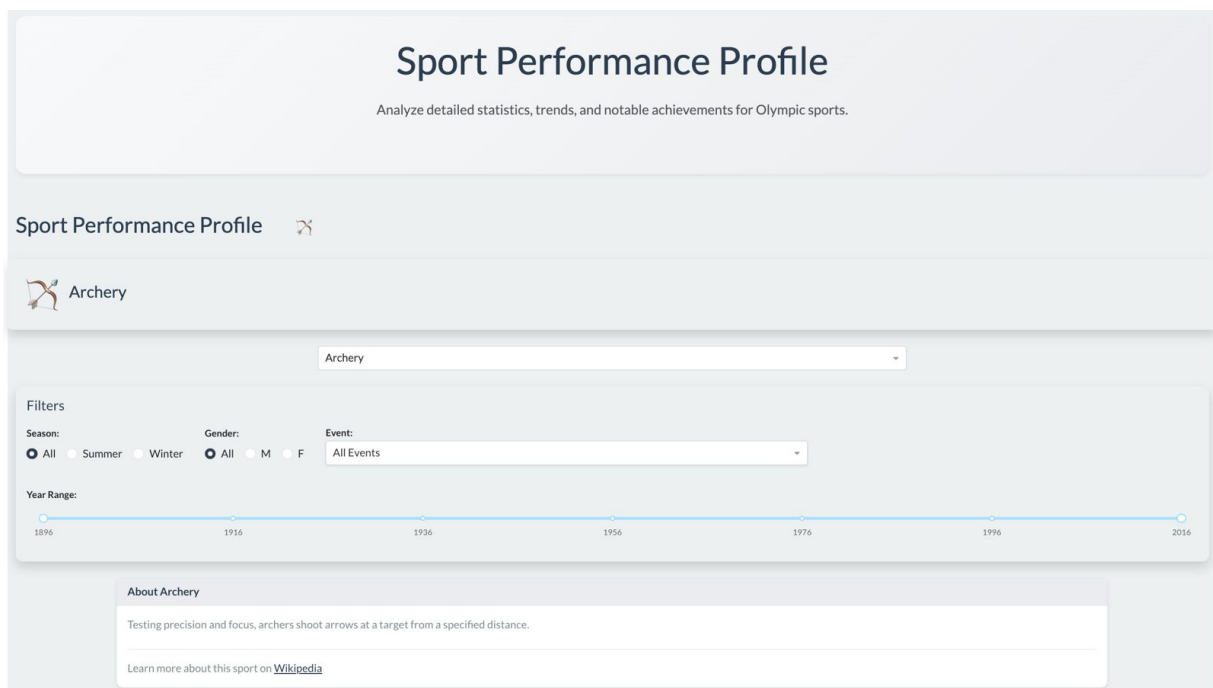 Sport Performance Profile
Analyze detailed statistics, trends, and notable achievements for Olympic sports.
Sport Performance Profile
Archery
Archery
Filters
Season: Gender: Event:
All Summer Winter All M F All Events
Year Range:
1896 1916 1936 1956 1976 1996 2016
About Archery
Testing precision and focus, archers shoot arrows at a target from a specified distance.
Learn more about this sport on Wikipedia